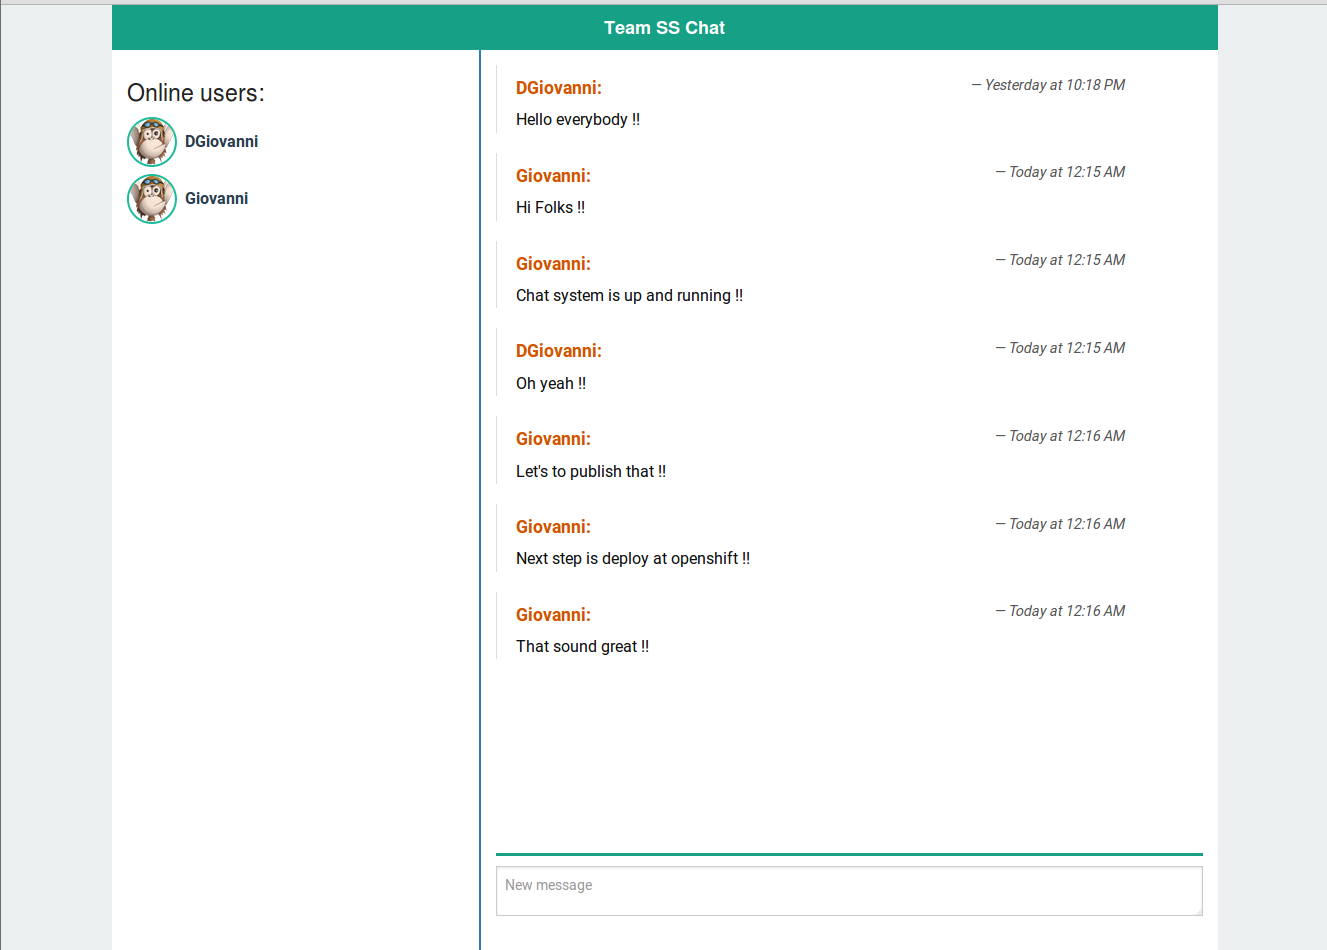 Team SS Chat
Online users:
DGiovanni
Giovanni
DGiovanni:
— Yesterday at 10:18 PM
Hello everybody !!
Giovanni:
— Today at 12:15 AM
Hi Folks !!
Giovanni:
— Today at 12:15 AM
Chat system is up and running !!
DGiovanni:
— Today at 12:15 AM
Oh yeah !!
Giovanni:
— Today at 12:16 AM
Let's to publish that !!
Giovanni:
— Today at 12:16 AM
Next step is deploy at openshift !!
Giovanni:
— Today at 12:16 AM
That sound great !!
New message